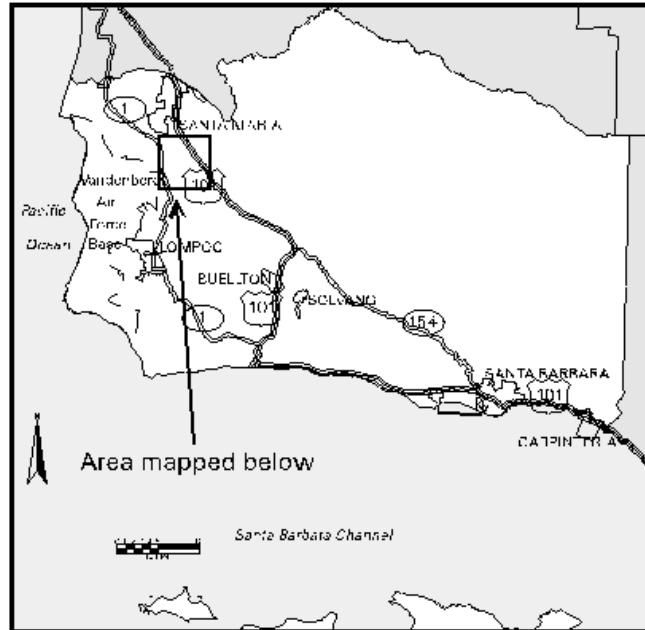 1
SANTA MARIA
Vandenberg
Air
Force
Base
101
Pacific
Ocean
LOMPOC
BUELLTON
SOLVANG
101
1
154
SANTA BARBARA
101
CARPINTERIA
N
Area mapped below
Santa Barbara Channel